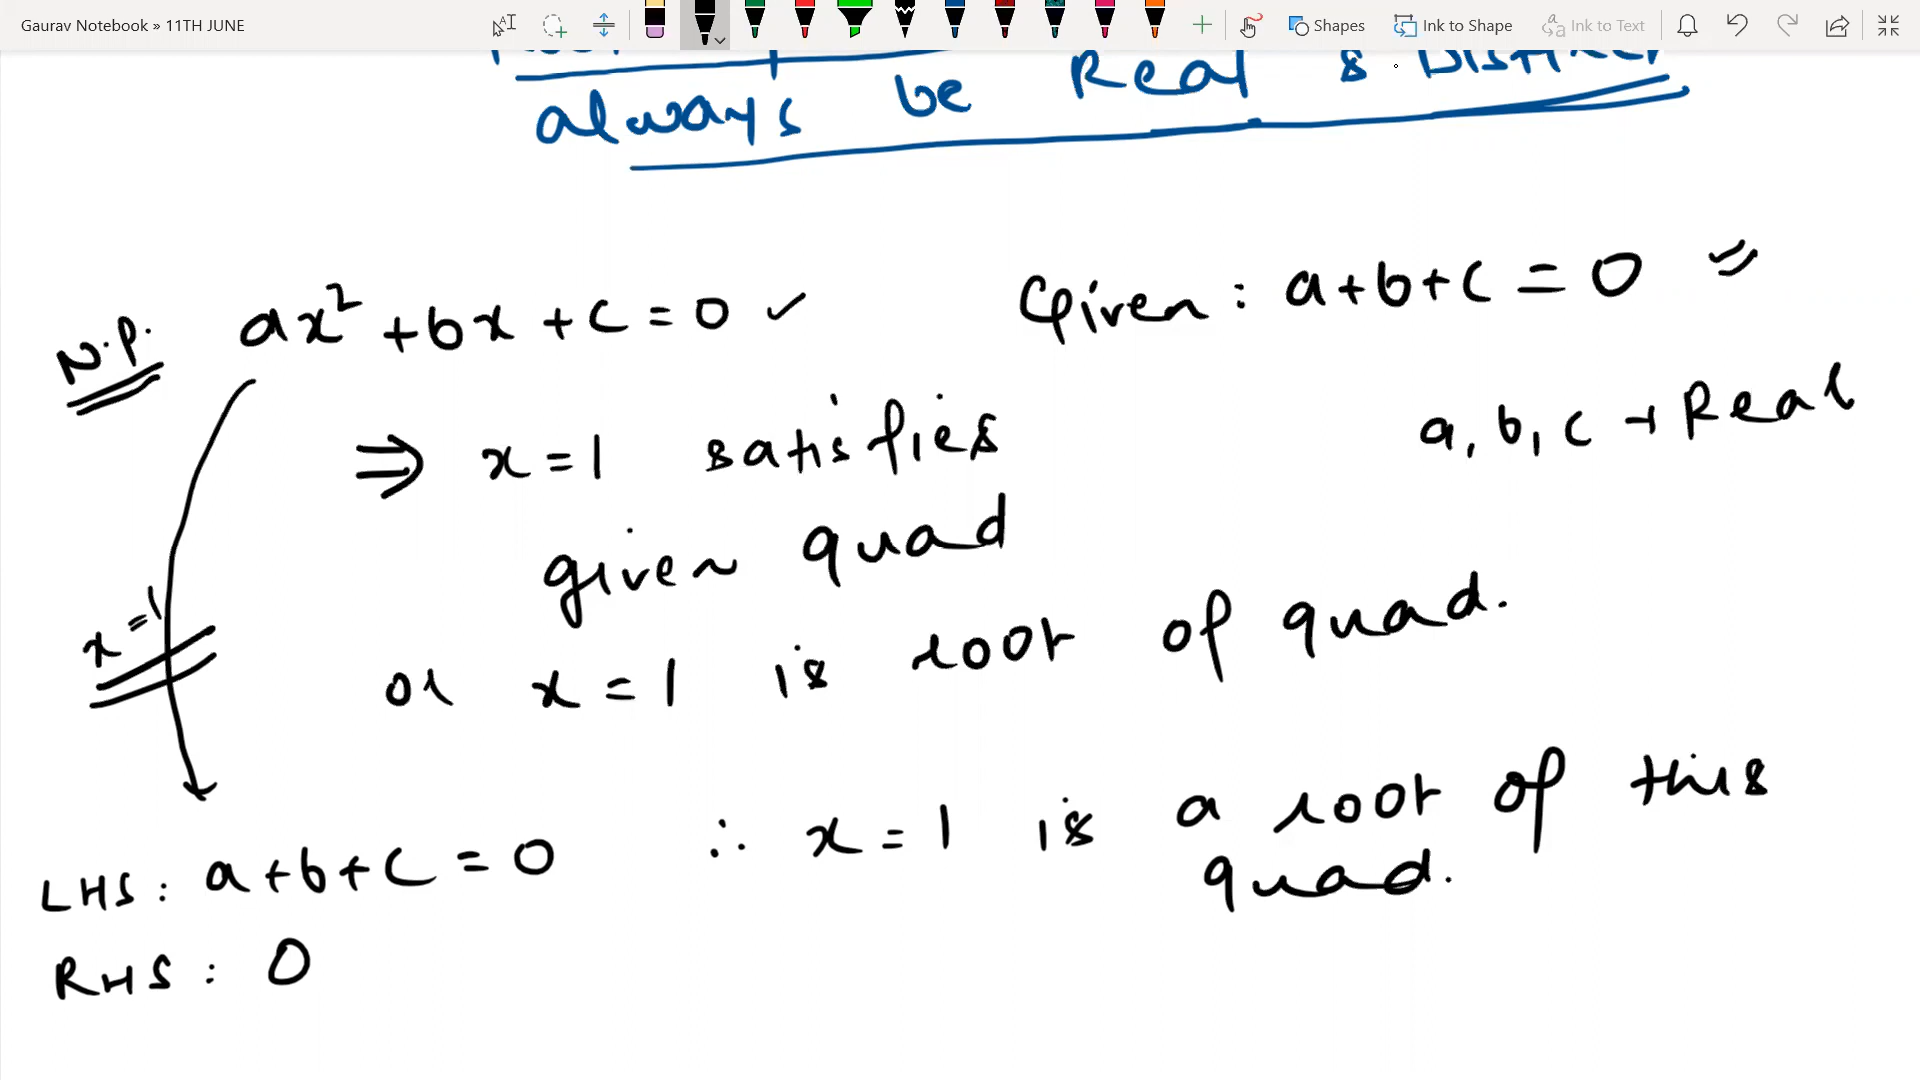 Gaurav Notebook » 11TH JUNE
Shapes
Ink to Shape
Ink to Text
always be Real & Distinct
N.P. ax² + bx + c = 0 ✓ Given : a+b+c = 0
a, b, c → Real
⇒ x = 1 satisfies
given quad
or x = 1 is root of quad.
x = 1
LHS : a+b+c = 0 ∴ x = 1 is a root of this
quad.
RHS : 0